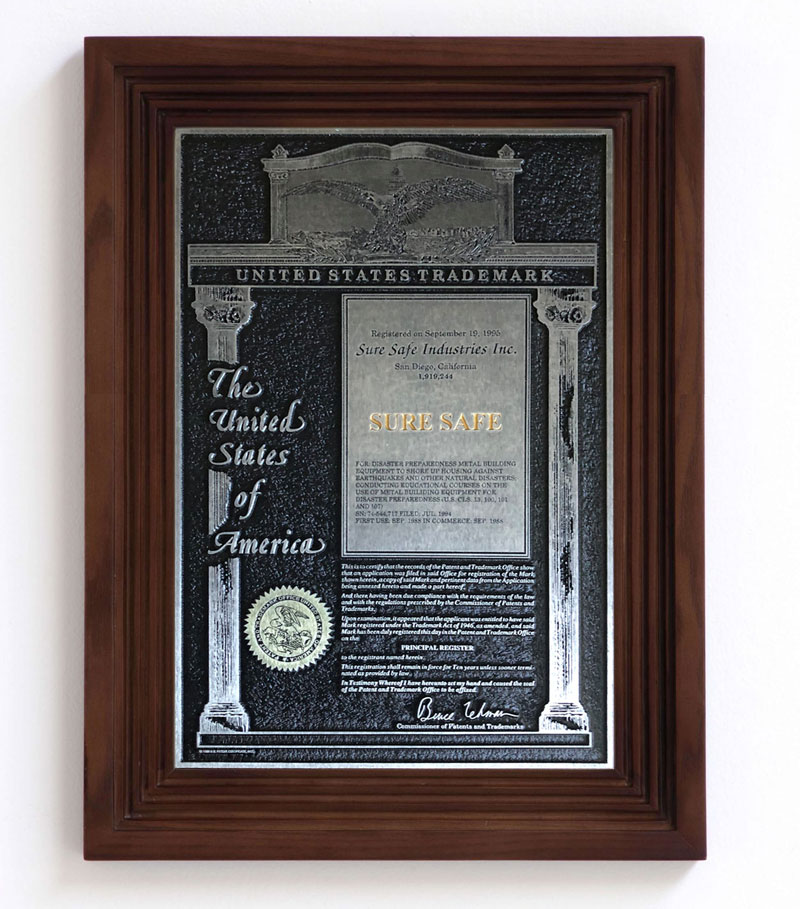 UNITED STATES TRADEMARK
The
United
States
of
America
Registered on September 19, 1995
Sure Safe Industries Inc.
San Diego, California
1,919,244
SURE SAFE
FOR: DISASTER PREPAREDNESS METAL BUILDING
EQUIPMENT TO SHORE UP HOUSING AGAINST
EARTHQUAKES AND OTHER NATURAL DISASTERS;
CONDUCTING EDUCATIONAL COURSES ON THE
USE OF METAL BUILDING EQUIPMENT FOR
DISASTER PREPAREDNESS (U.S. CLS. 13, 100, 101
AND 107)
SN: 74-544,717 FILED: JUL. 1994
FIRST USE: SEP. 1988 IN COMMERCE: SEP. 1988
This is to certify that the records of the Patent and Trademark Office show
that an application was filed in said Office for registration of the Mark
shown herein, a copy of said Mark and pertinent data from the Application
being annexed hereto and made a part hereof.
And there having been due compliance with the requirements of the law
and with the regulations prescribed by the Commissioner of Patents and
Trademarks,
Upon examination, it appeared that the applicant was entitled to have said
Mark registered under the Trademark Act of 1946, as amended, and said
Mark has been duly registered this day in the Patent and Trademark Office
on the
PRINCIPAL REGISTER
to the registrant named herein.
This registration shall remain in force for Ten years unless sooner termi-
nated as provided by law.
In Testimony Whereof I have hereunto set my hand and caused the seal
of the Patent and Trademark Office to be affixed.
Bruce Lehman
Commissioner of Patents and Trademarks